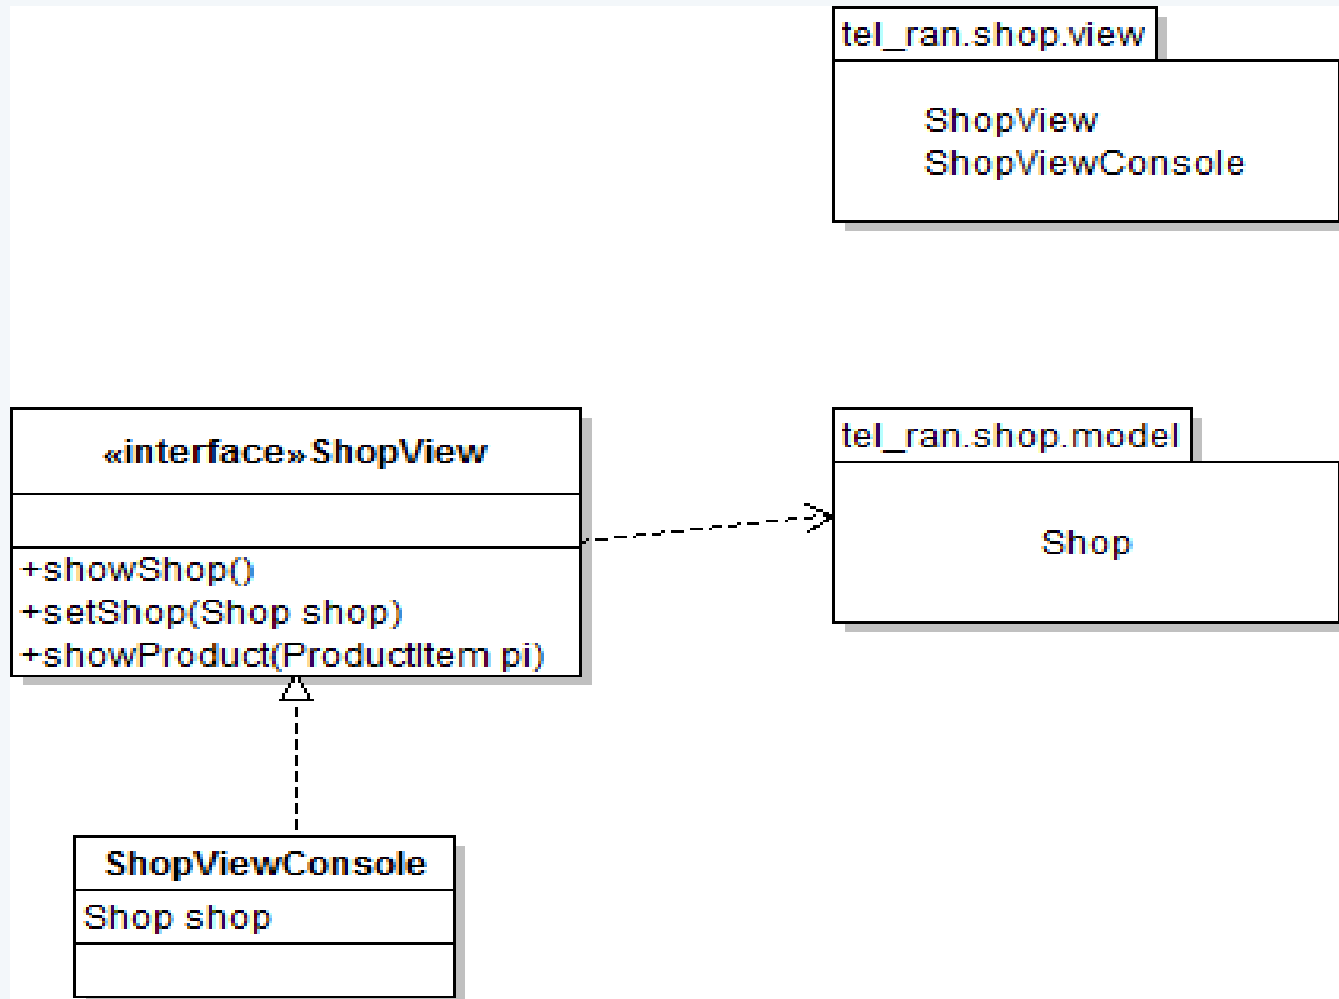 tel_ran.shop.view
ShopView
ShopViewConsole
«interface»ShopView
+showShop()
+setShop(Shop shop)
+showProduct(ProductItem pi)
tel_ran.shop.model
Shop
ShopViewConsole
Shop shop